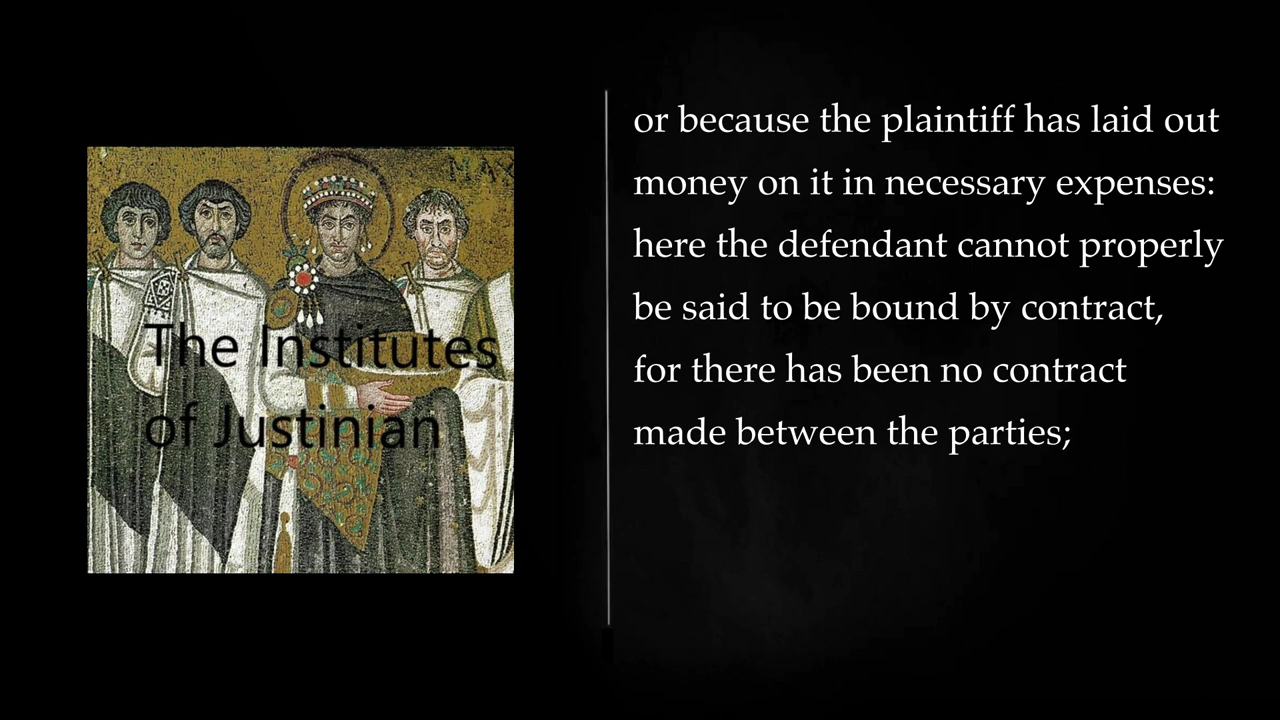 The Institutes
of Justinian
or because the plaintiff has laid out
money on it in necessary expenses:
here the defendant cannot properly
be said to be bound by contract,
for there has been no contract
made between the parties;